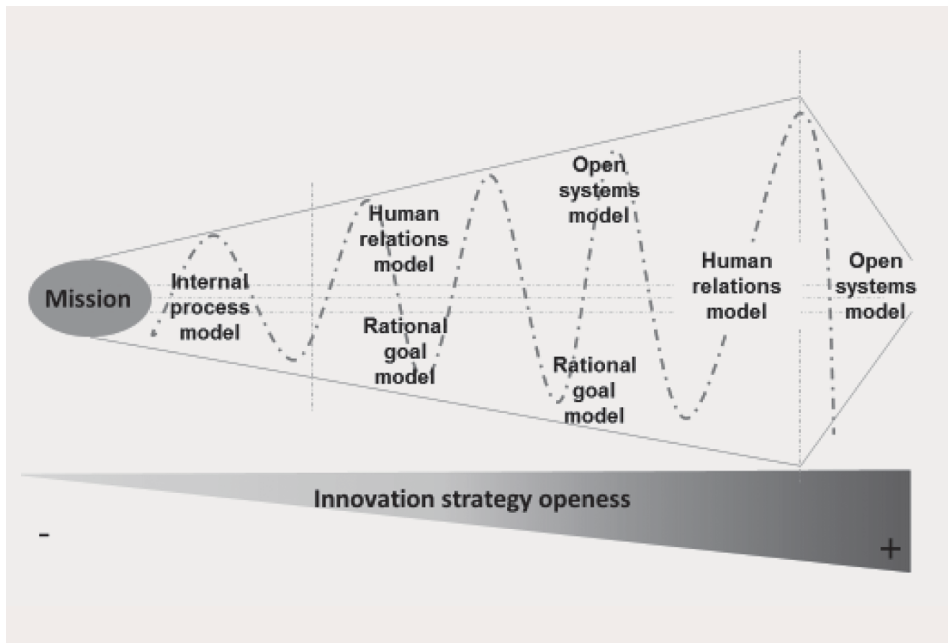 Mission
Internal
process
model
Human
relations
model
Rational
goal
model
Open
systems
model
Rational
goal
model
Human
relations
model
Open
systems
model
Innovation strategy openess
-
+